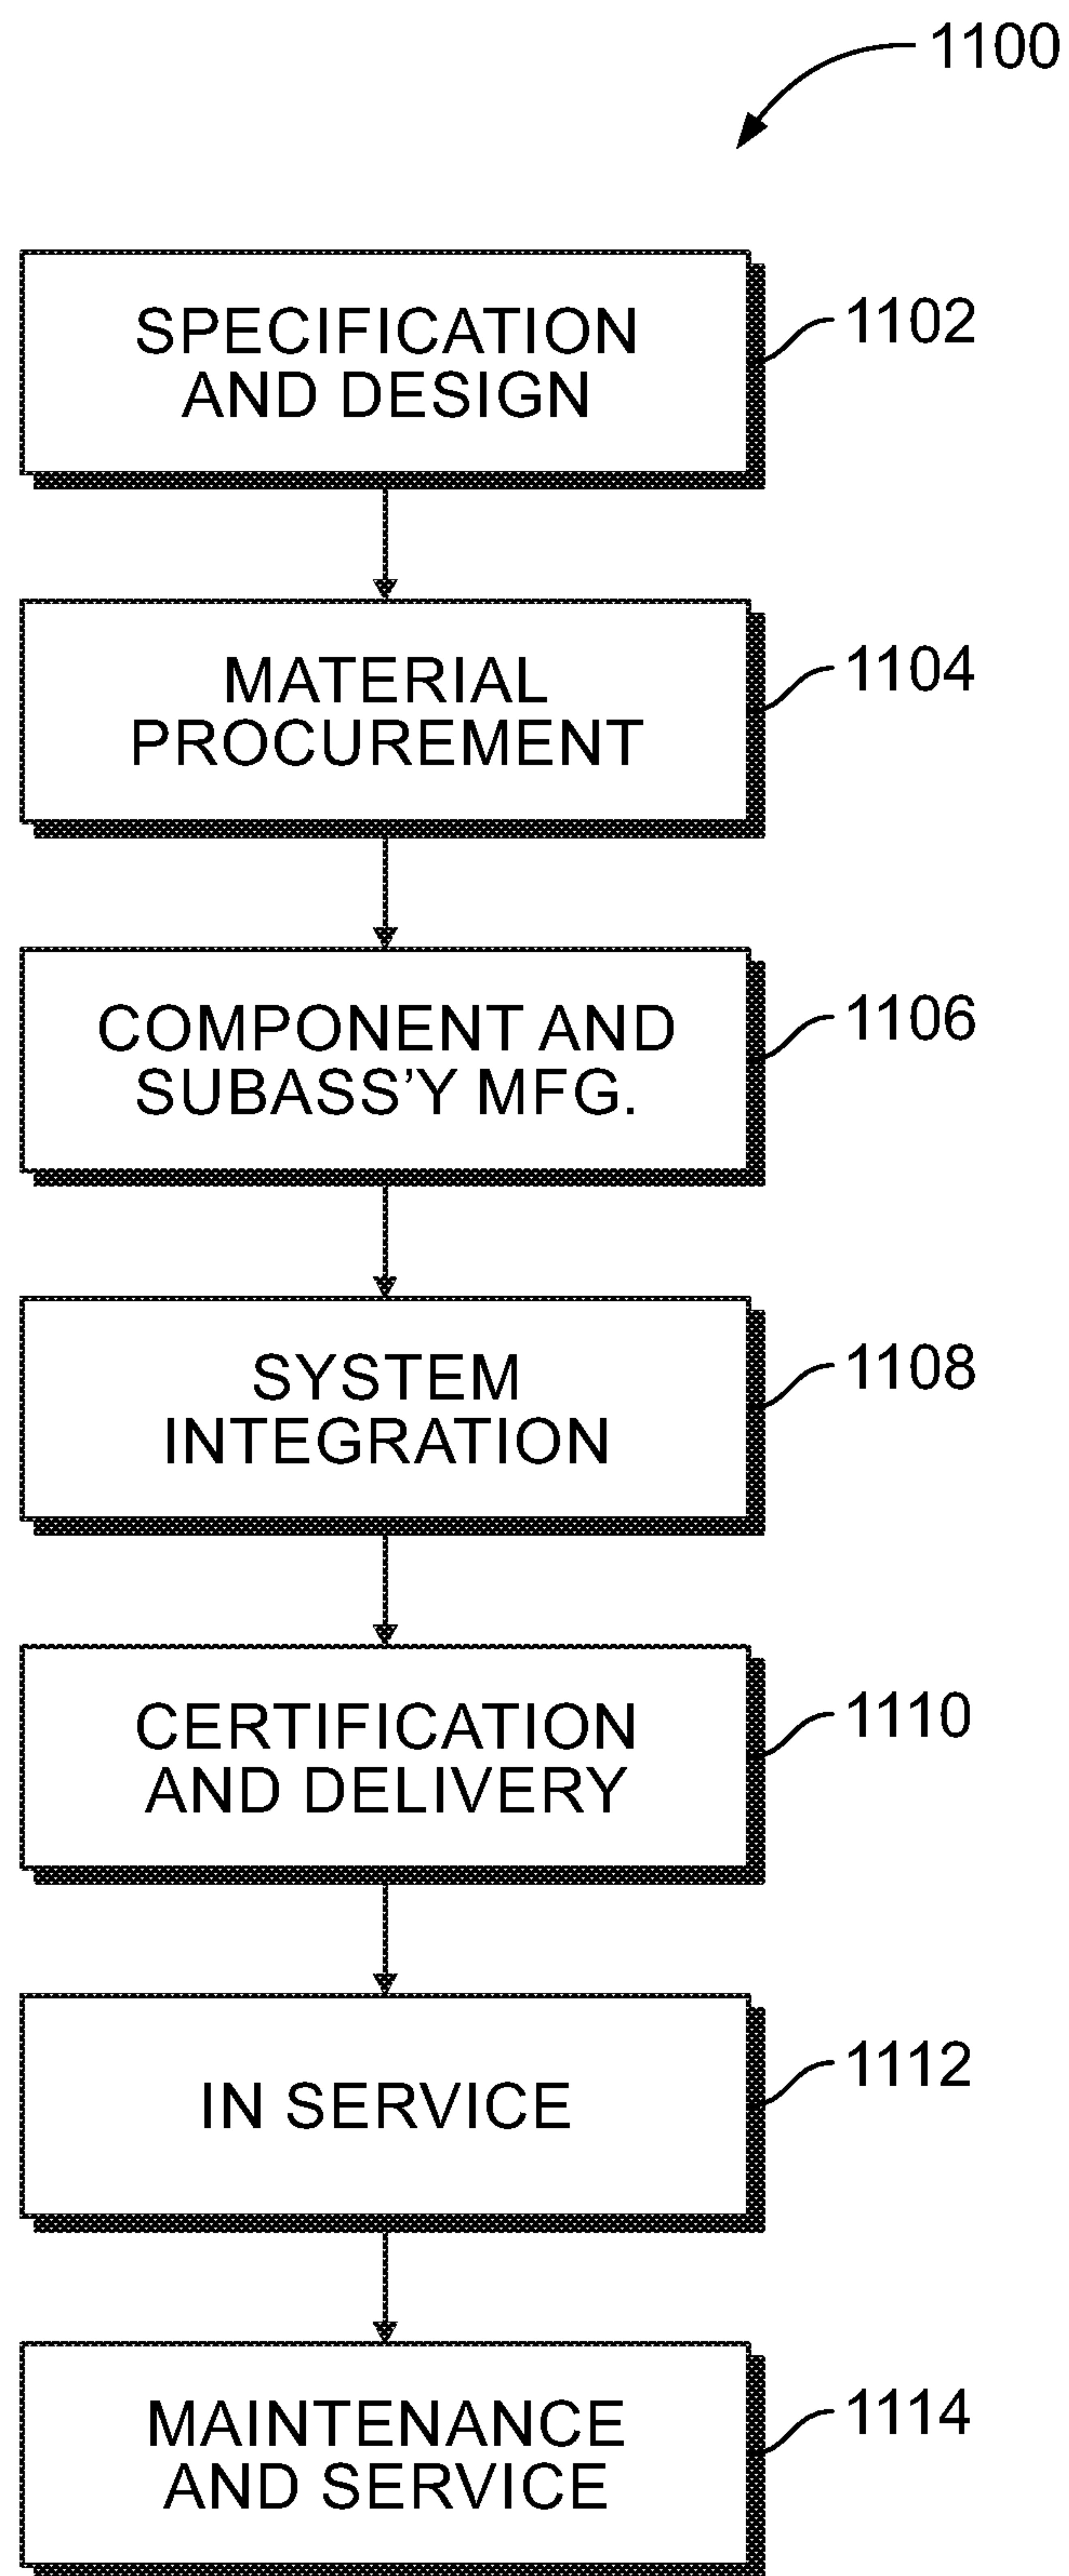 1100
SPECIFICATION
AND DESIGN
1102
MATERIAL
PROCUREMENT
1104
COMPONENT AND
SUBASS’Y MFG.
1106
SYSTEM
INTEGRATION
1108
CERTIFICATION
AND DELIVERY
1110
IN SERVICE
1112
MAINTENANCE
AND SERVICE
1114